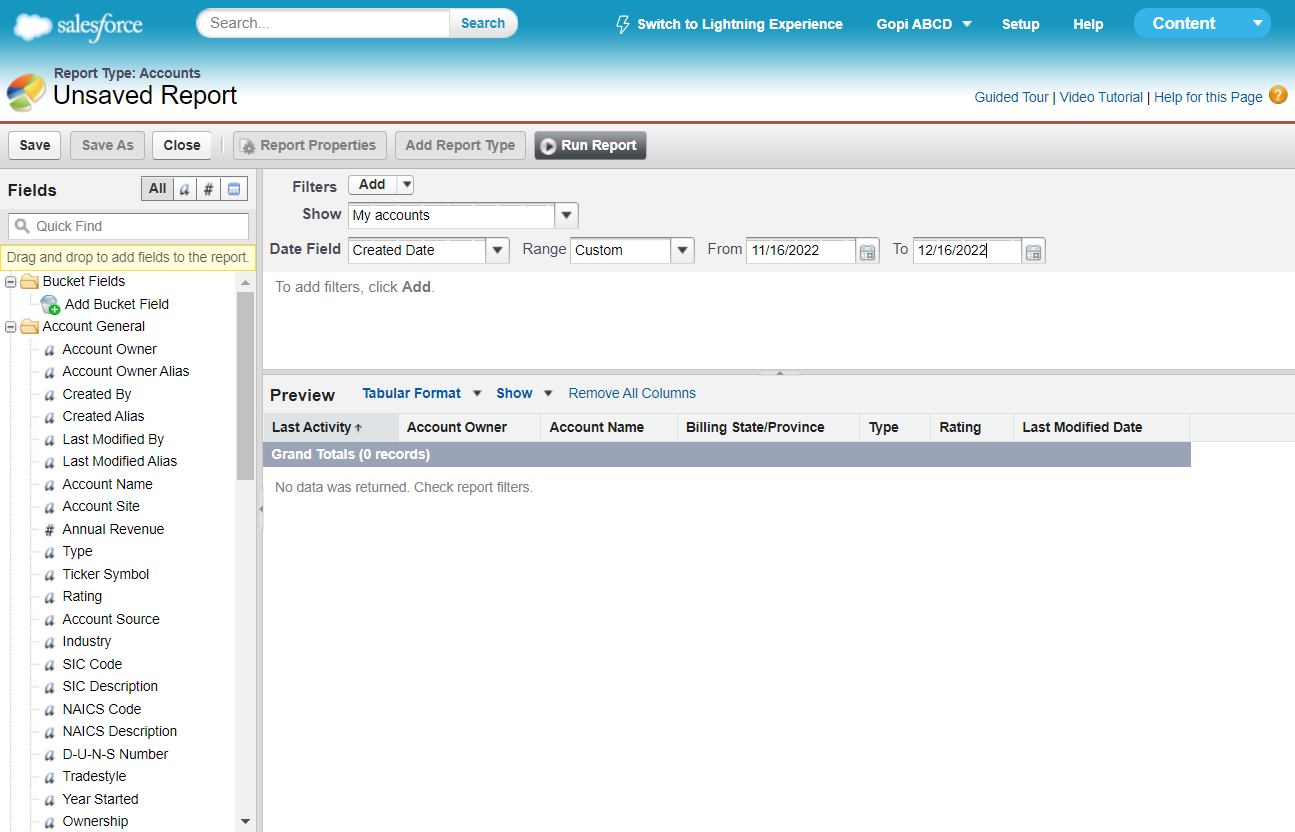 salesforce
Search...
Search
Switch to Lightning Experience
Gopi ABCD
Setup
Help
Content
Report Type: Accounts
Unsaved Report
Guided Tour | Video Tutorial | Help for this Page ?
Save
Save As
Close
Report Properties
Add Report Type
Run Report
Fields
All
a
#
Quick Find
Drag and drop to add fields to the report.
Bucket Fields
Add Bucket Field
Account General
a Account Owner
a Account Owner Alias
a Created By
a Created Alias
a Last Modified By
a Last Modified Alias
a Account Name
a Account Site
# Annual Revenue
a Type
a Ticker Symbol
a Rating
a Account Source
a Industry
a SIC Code
a SIC Description
a NAICS Code
a NAICS Description
a D-U-N-S Number
a Tradestyle
a Year Started
a Ownership
Filters Add
Show My accounts
Date Field Created Date Range Custom From 11/16/2022 To 12/16/2022
To add filters, click Add.
Preview Tabular Format Show Remove All Columns
Last Activity ↑ Account Owner Account Name Billing State/Province Type Rating Last Modified Date
Grand Totals (0 records)
No data was returned. Check report filters.